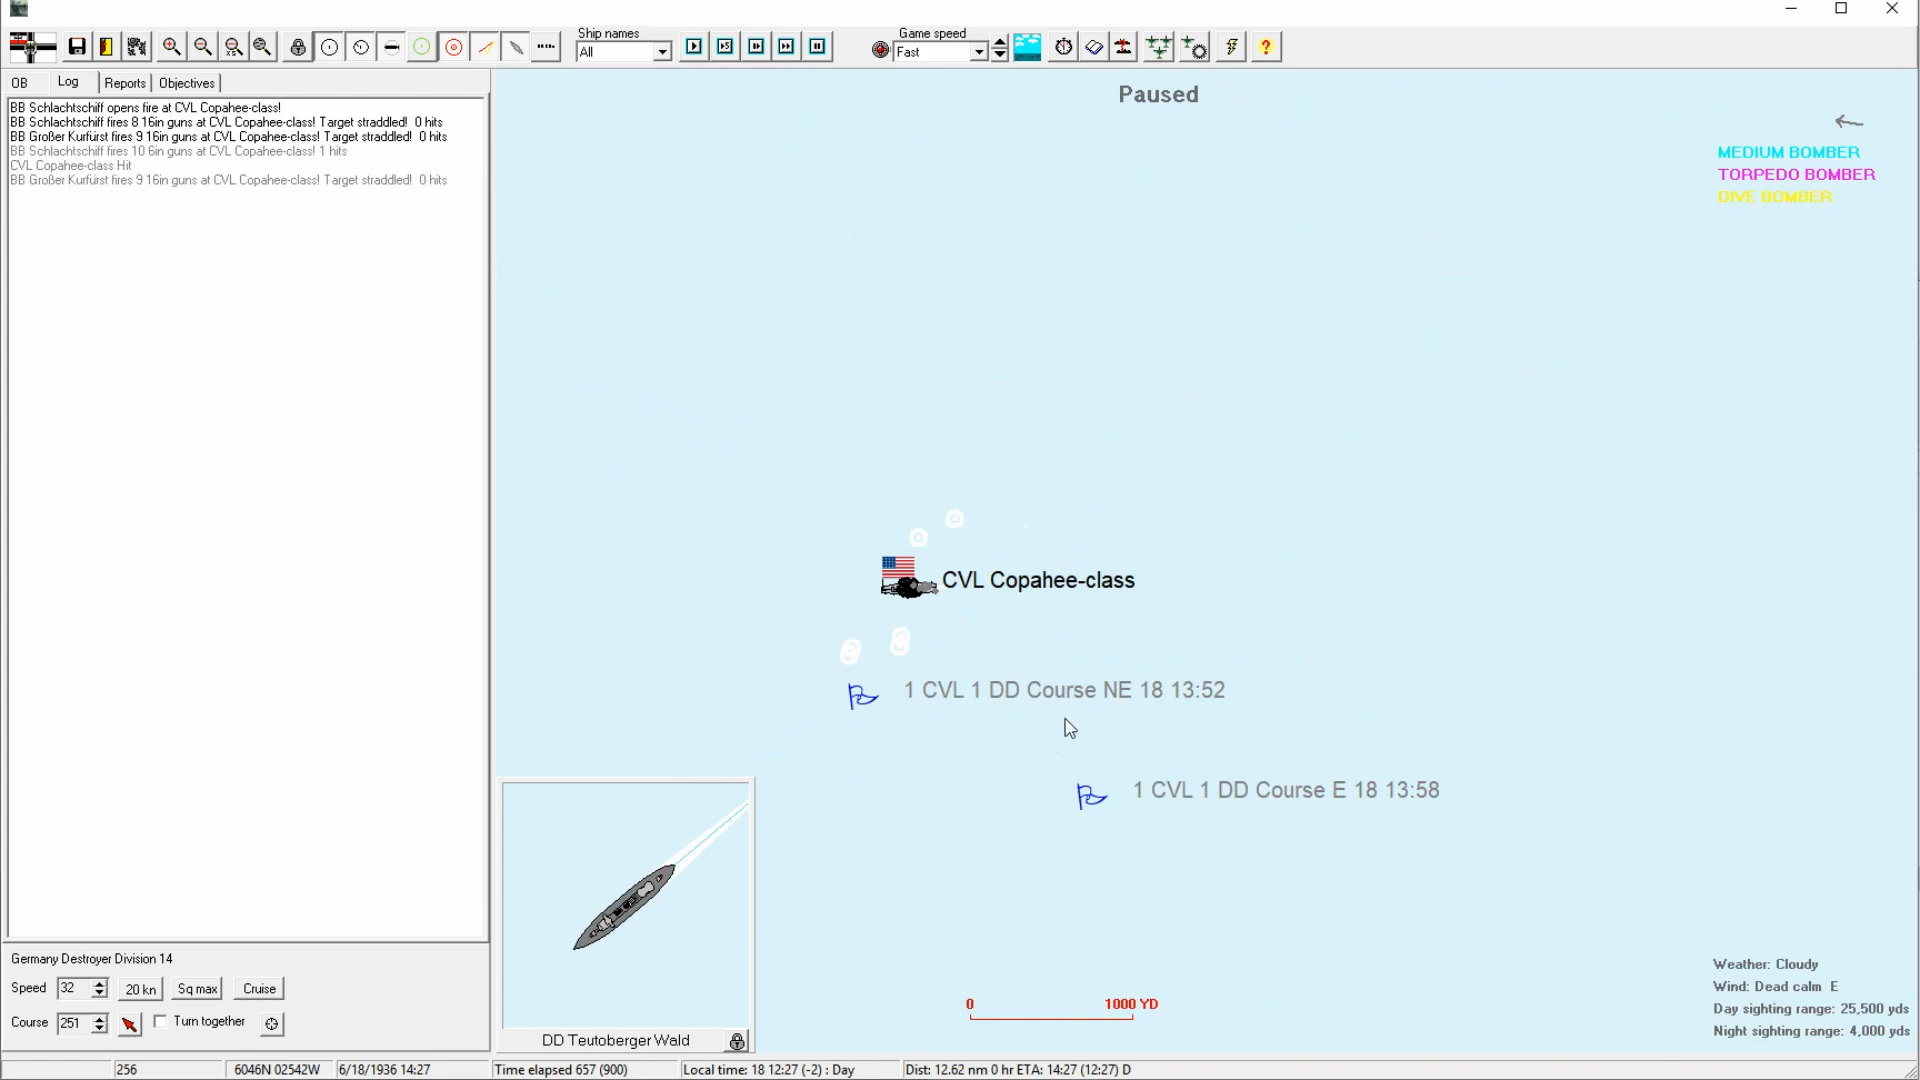 Ship names
All
Game speed
Fast
OB
Log
Reports
Objectives
BB Schlachtschiff opens fire at CVL Copahee-class!
BB Schlachtschiff fires 8 16in guns at CVL Copahee-class! Target straddled! 0 hits
BB Großer Kurfürst fires 9 16in guns at CVL Copahee-class! Target straddled! 0 hits
BB Schlachtschiff fires 10 6in guns at CVL Copahee-class! 1 hits
CVL Copahee-class Hit
BB Großer Kurfürst fires 9 16in guns at CVL Copahee-class! Target straddled! 0 hits
Paused
MEDIUM BOMBER
TORPEDO BOMBER
DIVE BOMBER
CVL Copahee-class
1 CVL 1 DD Course NE 18 13:52
1 CVL 1 DD Course E 18 13:58
0 1000 YD
Weather: Cloudy
Wind: Dead calm E
Day sighting range: 25,500 yds
Night sighting range: 4,000 yds
DD Teutoberger Wald
Germany Destroyer Division 14
Speed 32 20 kn Sq max Cruise
Course 251 Turn together
256 6046N 02542W 6/18/1936 14:27 Time elapsed 657 (900) Local time: 18 12:27 (-2) : Day Dist: 12.62 nm 0 hr ETA: 14:27 (12:27) D